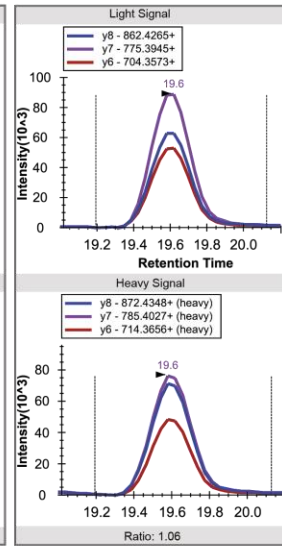 Light Signal
y8 - 862.4265+
y7 - 775.3945+
y6 - 704.3573+
Intensity(10^3)
100
80
60
40
20
0
19.6
19.2 19.4 19.6 19.8 20.0
Retention Time
Heavy Signal
y8 - 872.4348+ (heavy)
y7 - 785.4027+ (heavy)
y6 - 714.3656+ (heavy)
Intensity(10^3)
80
60
40
20
0
19.6
19.2 19.4 19.6 19.8 20.0
Ratio: 1.06